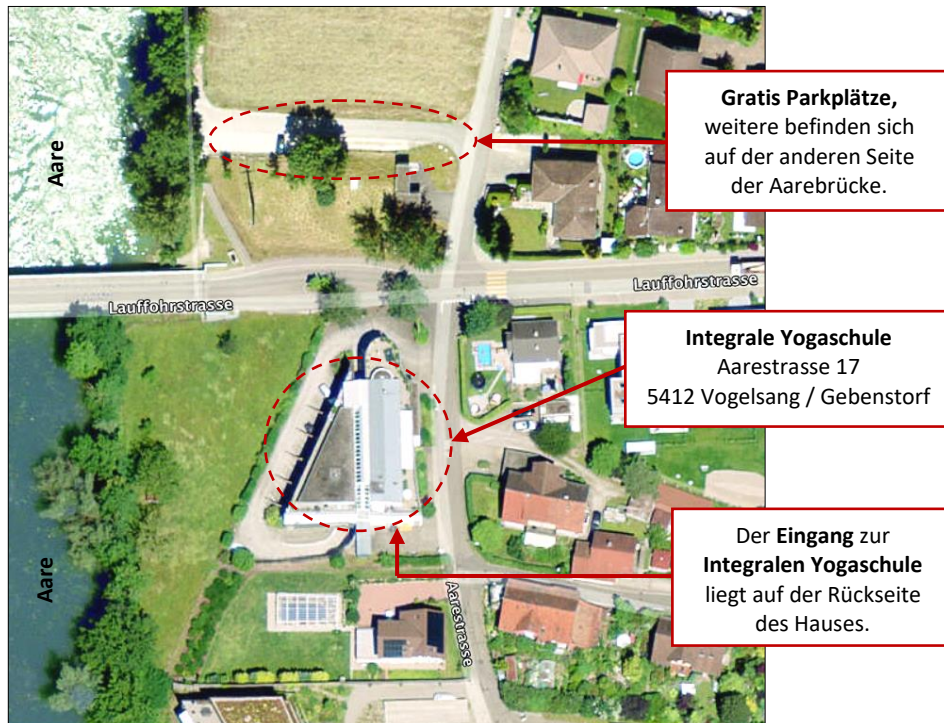 Aare
Gratis Parkplätze,
weitere befinden sich
auf der anderen Seite
der Aarebrücke.
Lauffohrstrasse
Lauffohrstrasse
Integrale Yogaschule
Aarestrasse 17
5412 Vogelsang / Gebenstorf
Der Eingang zur
Integralen Yogaschule
liegt auf der Rückseite
des Hauses.
Aare
Aarestrasse